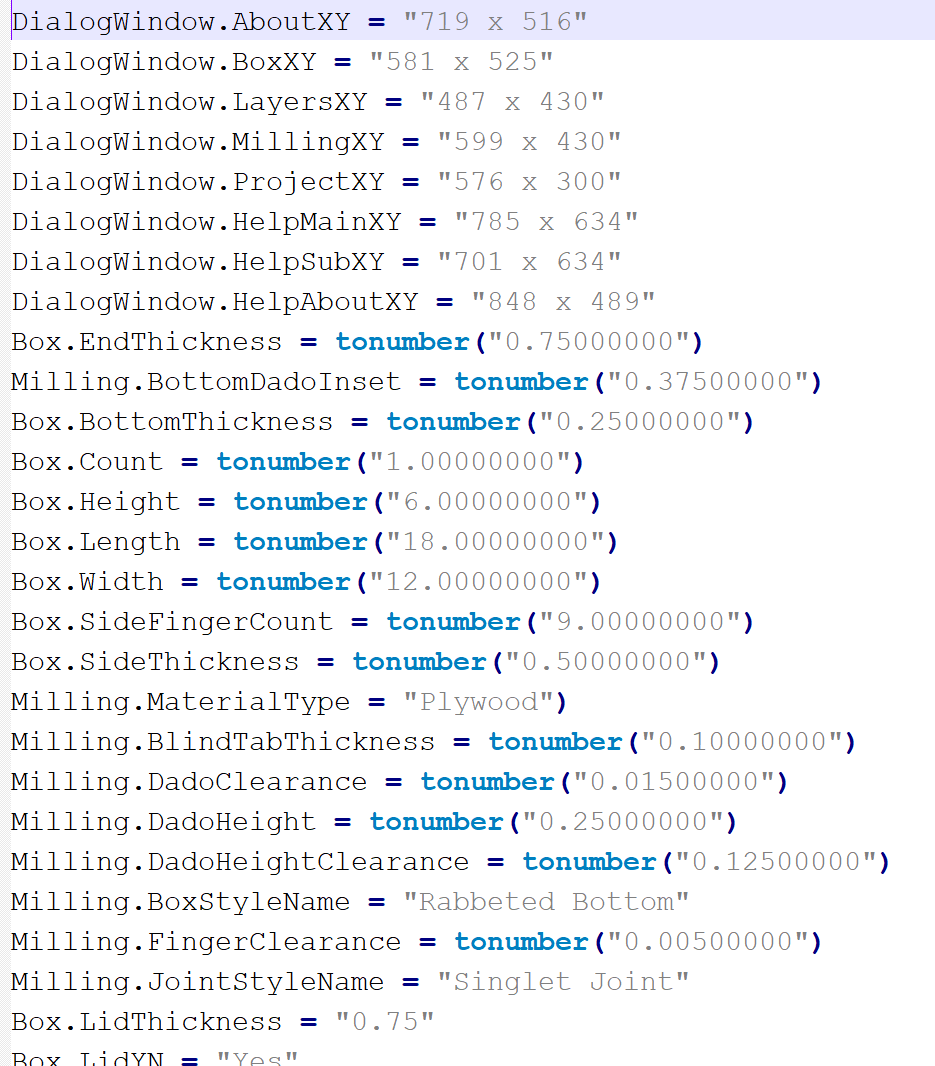 DialogWindow.AboutXY = "719 x 516"
DialogWindow.BoxXY = "581 x 525"
DialogWindow.LayersXY = "487 x 430"
DialogWindow.MillingXY = "599 x 430"
DialogWindow.ProjectXY = "576 x 300"
DialogWindow.HelpMainXY = "785 x 634"
DialogWindow.HelpSubXY = "701 x 634"
DialogWindow.HelpAboutXY = "848 x 489"
Box.EndThickness = tonumber("0.75000000")
Milling.BottomDadoInset = tonumber("0.37500000")
Box.BottomThickness = tonumber("0.25000000")
Box.Count = tonumber("1.00000000")
Box.Height = tonumber("6.00000000")
Box.Length = tonumber("18.00000000")
Box.Width = tonumber("12.00000000")
Box.SideFingerCount = tonumber("9.00000000")
Box.SideThickness = tonumber("0.50000000")
Milling.MaterialType = "Plywood")
Milling.BlindTabThickness = tonumber("0.10000000")
Milling.DadoClearance = tonumber("0.01500000")
Milling.DadoHeight = tonumber("0.25000000")
Milling.DadoHeightClearance = tonumber("0.12500000")
Milling.BoxStyleName = "Rabbeted Bottom"
Milling.FingerClearance = tonumber("0.00500000")
Milling.JointStyleName = "Singlet Joint"
Box.LidThickness = "0.75"
Box.LidYN = "Yes"